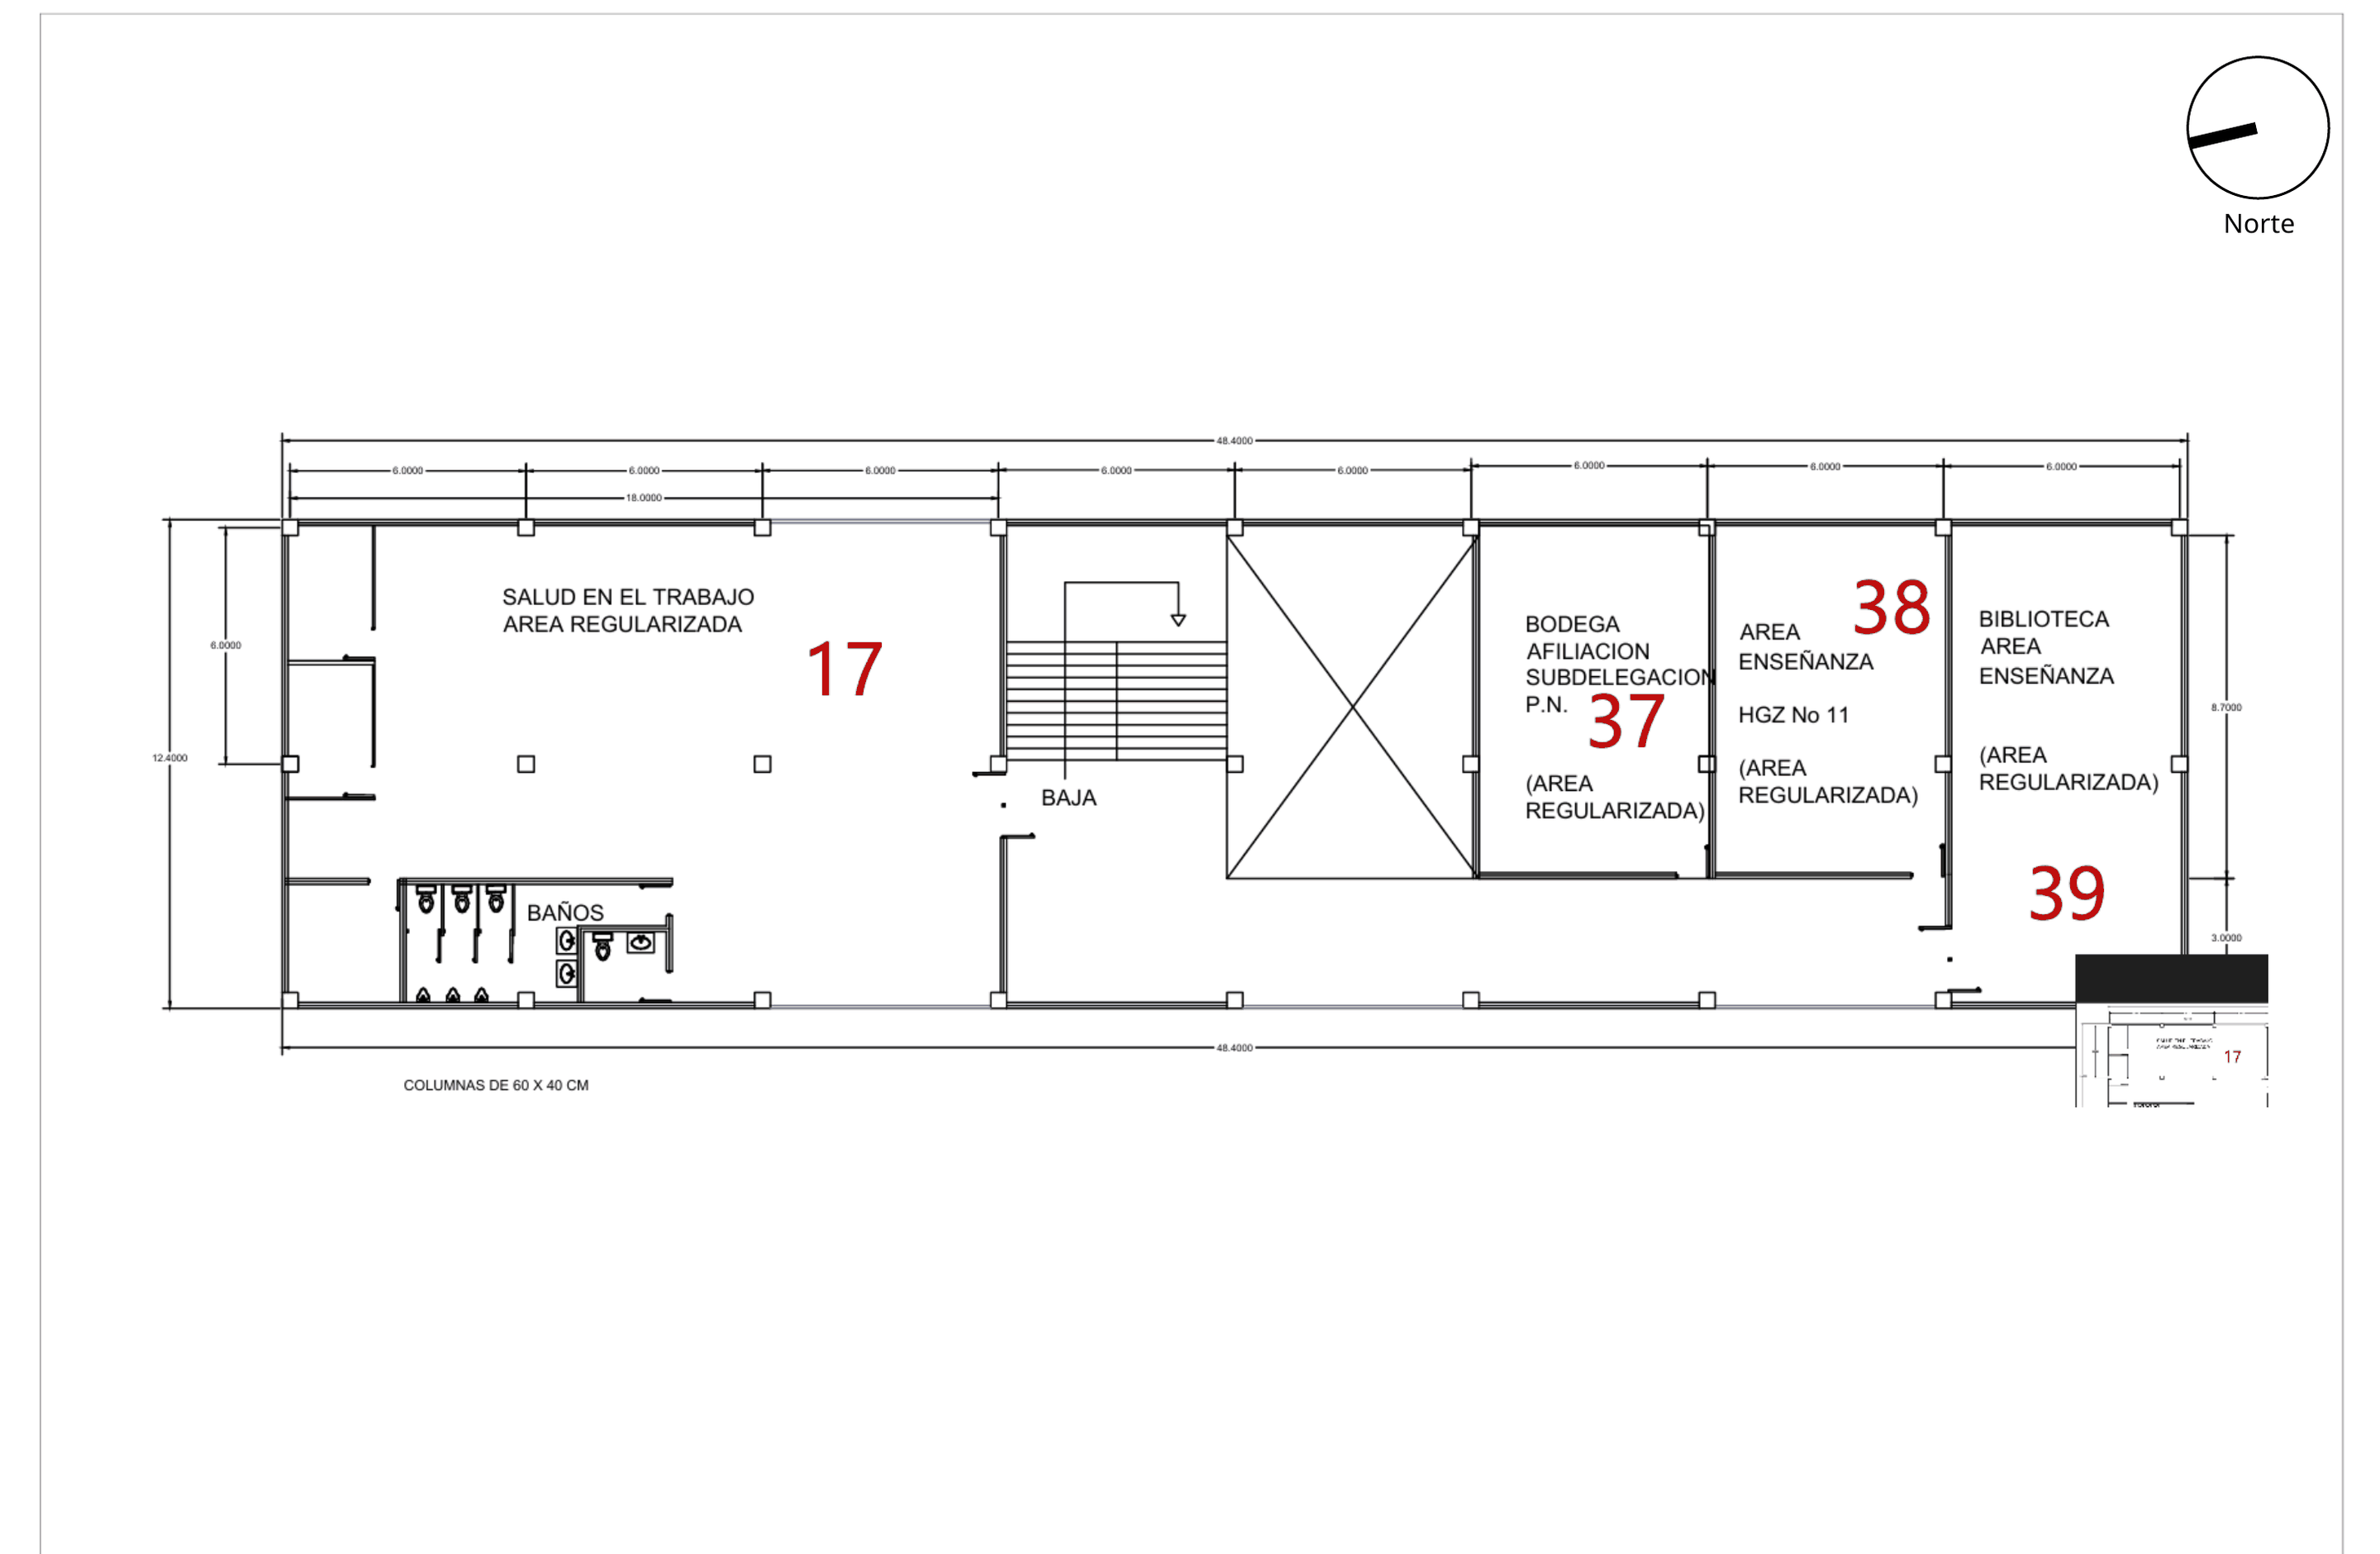 Norte
48.4000
6.0000
6.0000
6.0000
6.0000
6.0000
6.0000
6.0000
6.0000
18.0000
SALUD EN EL TRABAJO
AREA REGULARIZADA
17
6.0000
12.4000
BAÑOS
BAJA
BODEGA
AFILIACION
SUBDELEGACION
P.N.
37
(AREA
REGULARIZADA)
38
AREA
ENSEÑANZA
HGZ No 11
(AREA
REGULARIZADA)
BIBLIOTECA
AREA
ENSEÑANZA
(AREA
REGULARIZADA)
39
8.7000
3.0000
48.4000
COLUMNAS DE 60 X 40 CM
17